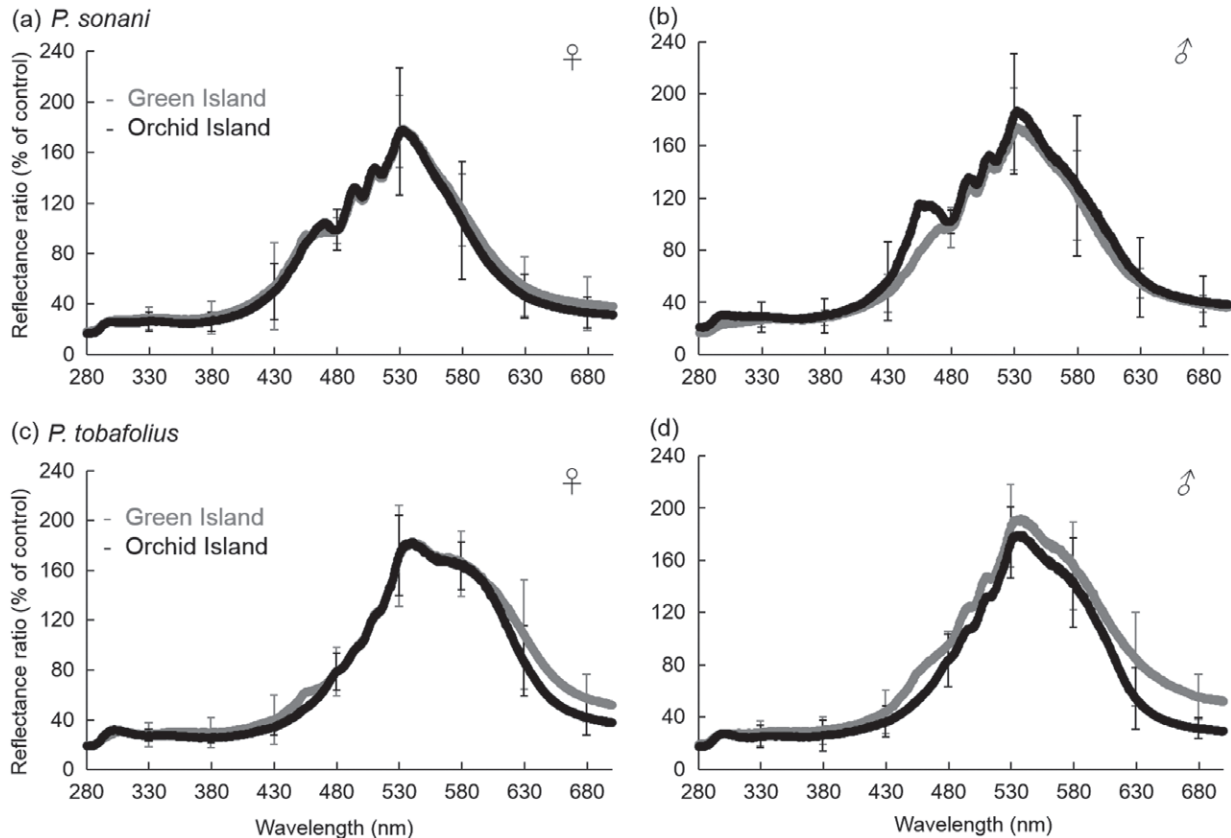 (a) P. sonani
(b)
Reflectance ratio (% of control)
240
200
160
120
80
40
0
– Green Island
- Orchid Island
♀
280 330 380 430 480 530 580 630 680
240
200
160
120
80
40
0
♂
280 330 380 430 480 530 580 630 680
(c) P. tobafolius
(d)
Reflectance ratio (% of control)
240
200
160
120
80
40
0
- Green Island
- Orchid Island
♀
280 330 380 430 480 530 580 630 680
Wavelength (nm)
240
200
160
120
80
40
0
♂
280 330 380 430 480 530 580 630 680
Wavelength (nm)